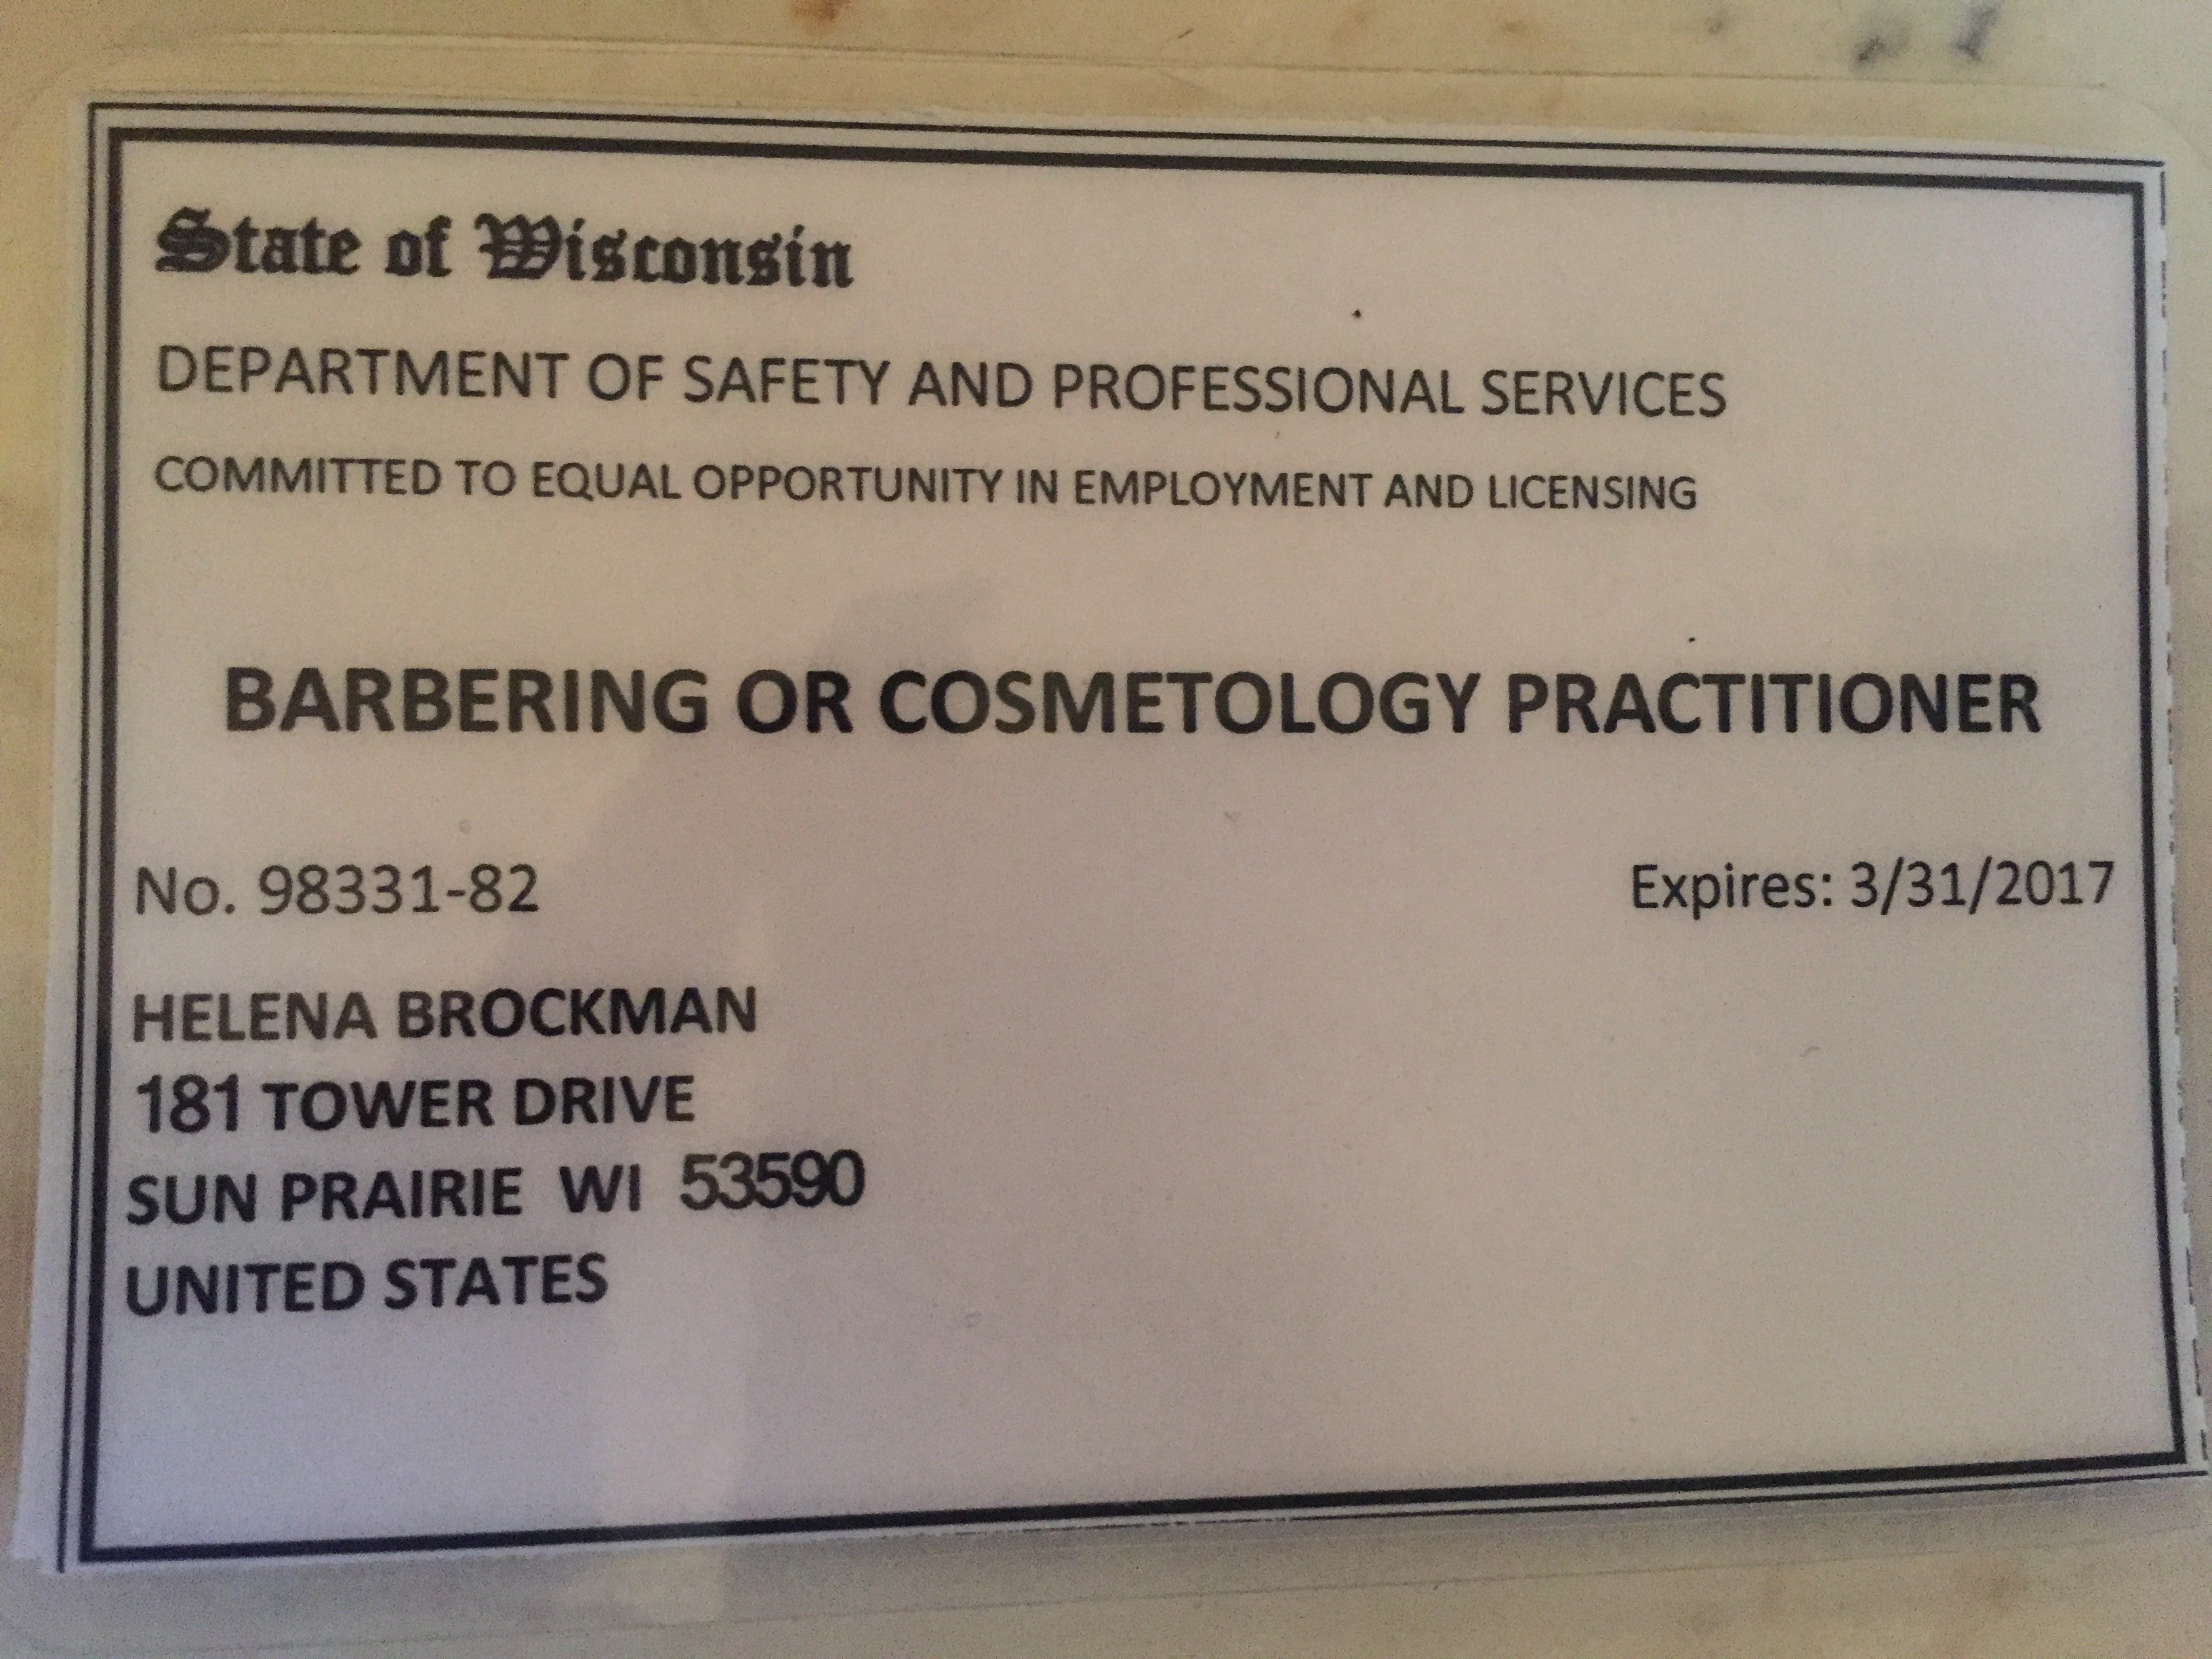 State of Wisconsin
DEPARTMENT OF SAFETY AND PROFESSIONAL SERVICES
COMMITTED TO EQUAL OPPORTUNITY IN EMPLOYMENT AND LICENSING
BARBERING OR COSMETOLOGY PRACTITIONER
No. 98331-82 Expires: 3/31/2017
HELENA BROCKMAN
181 TOWER DRIVE
SUN PRAIRIE WI 53590
UNITED STATES